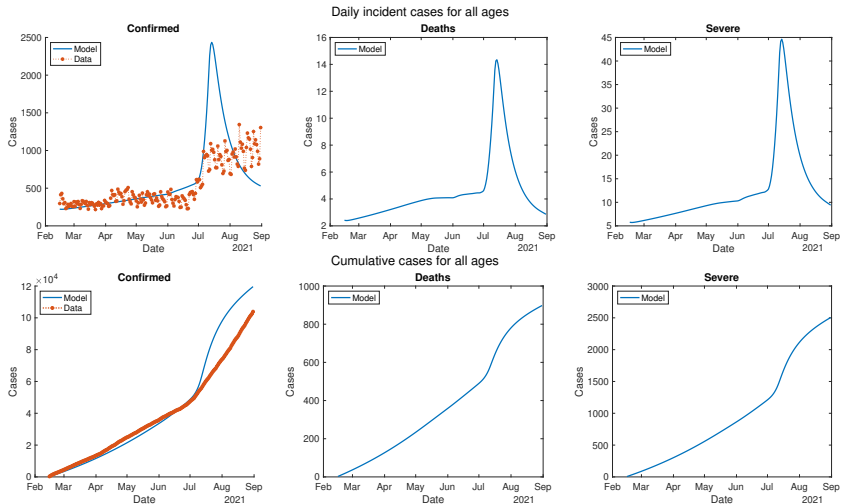 Daily incident cases for all ages
Confirmed
Deaths
Severe
2500
2000
1500
1000
500
0
Cases
Model
Data
Feb Mar Apr May Jun Jul Aug Sep
Date
2021
16
14
12
10
8
6
4
2
Cases
Model
Feb Mar Apr May Jun Jul Aug Sep
Date
2021
45
40
35
30
25
20
15
10
5
Cases
Model
Feb Mar Apr May Jun Jul Aug Sep
Date
2021
Cumulative cases for all ages
Confirmed
Deaths
Severe
×10⁴
12
10
8
6
4
2
0
Cases
Model
Data
Feb Mar Apr May Jun Jul Aug Sep
Date
2021
1000
800
600
400
200
0
Cases
Model
Feb Mar Apr May Jun Jul Aug Sep
Date
2021
3000
2500
2000
1500
1000
500
0
Cases
Model
Feb Mar Apr May Jun Jul Aug Sep
Date
2021